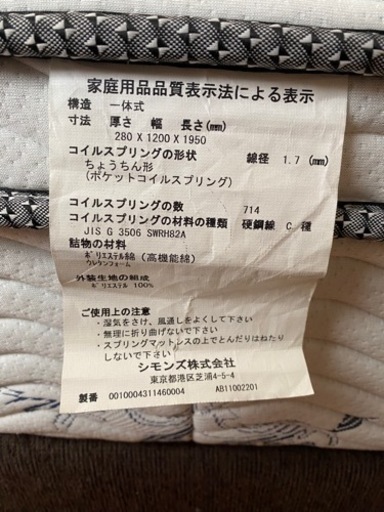 家庭用品品質表示法による表示
構造 一体式
寸法 厚さ 幅 長さ(mm)
280 X 1200 X 1950
コイルスプリングの形状 線径 1.7 (mm)
ちょうちん形
(ポケットコイルスプリング)
コイルスプリングの数 714
コイルスプリングの材料の種類 硬鋼線 C 種
JIS G 3506 SWRH82A
詰物の材料
ポリエステル綿 (高機能綿)
ウレタンフォーム
外装生地の組成
ポリエステル 100%
ご使用上の注意
・湿気をさけ、風通しをよくして下さい
・無理に折り曲げないで下さい
・スプリングマットレスの上でとんだりはねたり
しないで下さい
シモンズ株式会社
東京都港区芝浦4-5-4
製番 0010004311460004 AB11002201